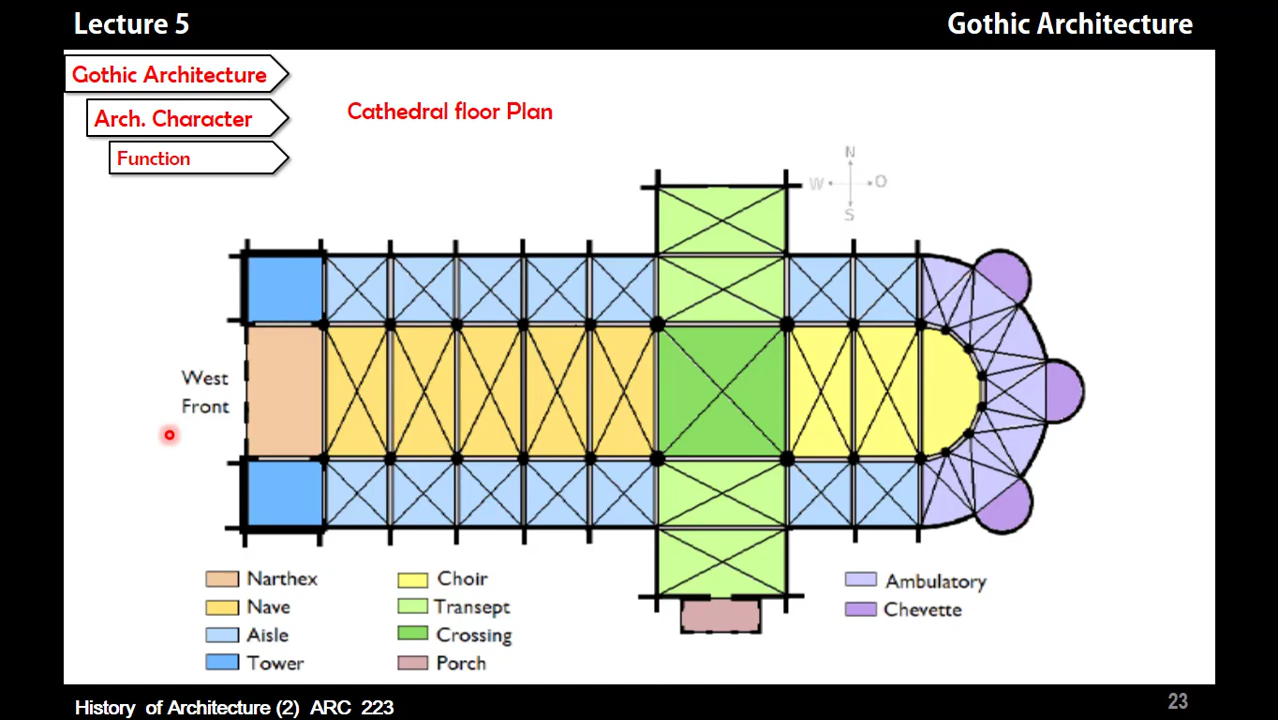 Lecture 5
Gothic Architecture
Gothic Architecture
Arch. Character
Function
Cathedral floor Plan
N
W
O
S
West
Front
Narthex
Nave
Aisle
Tower
Choir
Transept
Crossing
Porch
Ambulatory
Chevette
History of Architecture (2) ARC 223
23